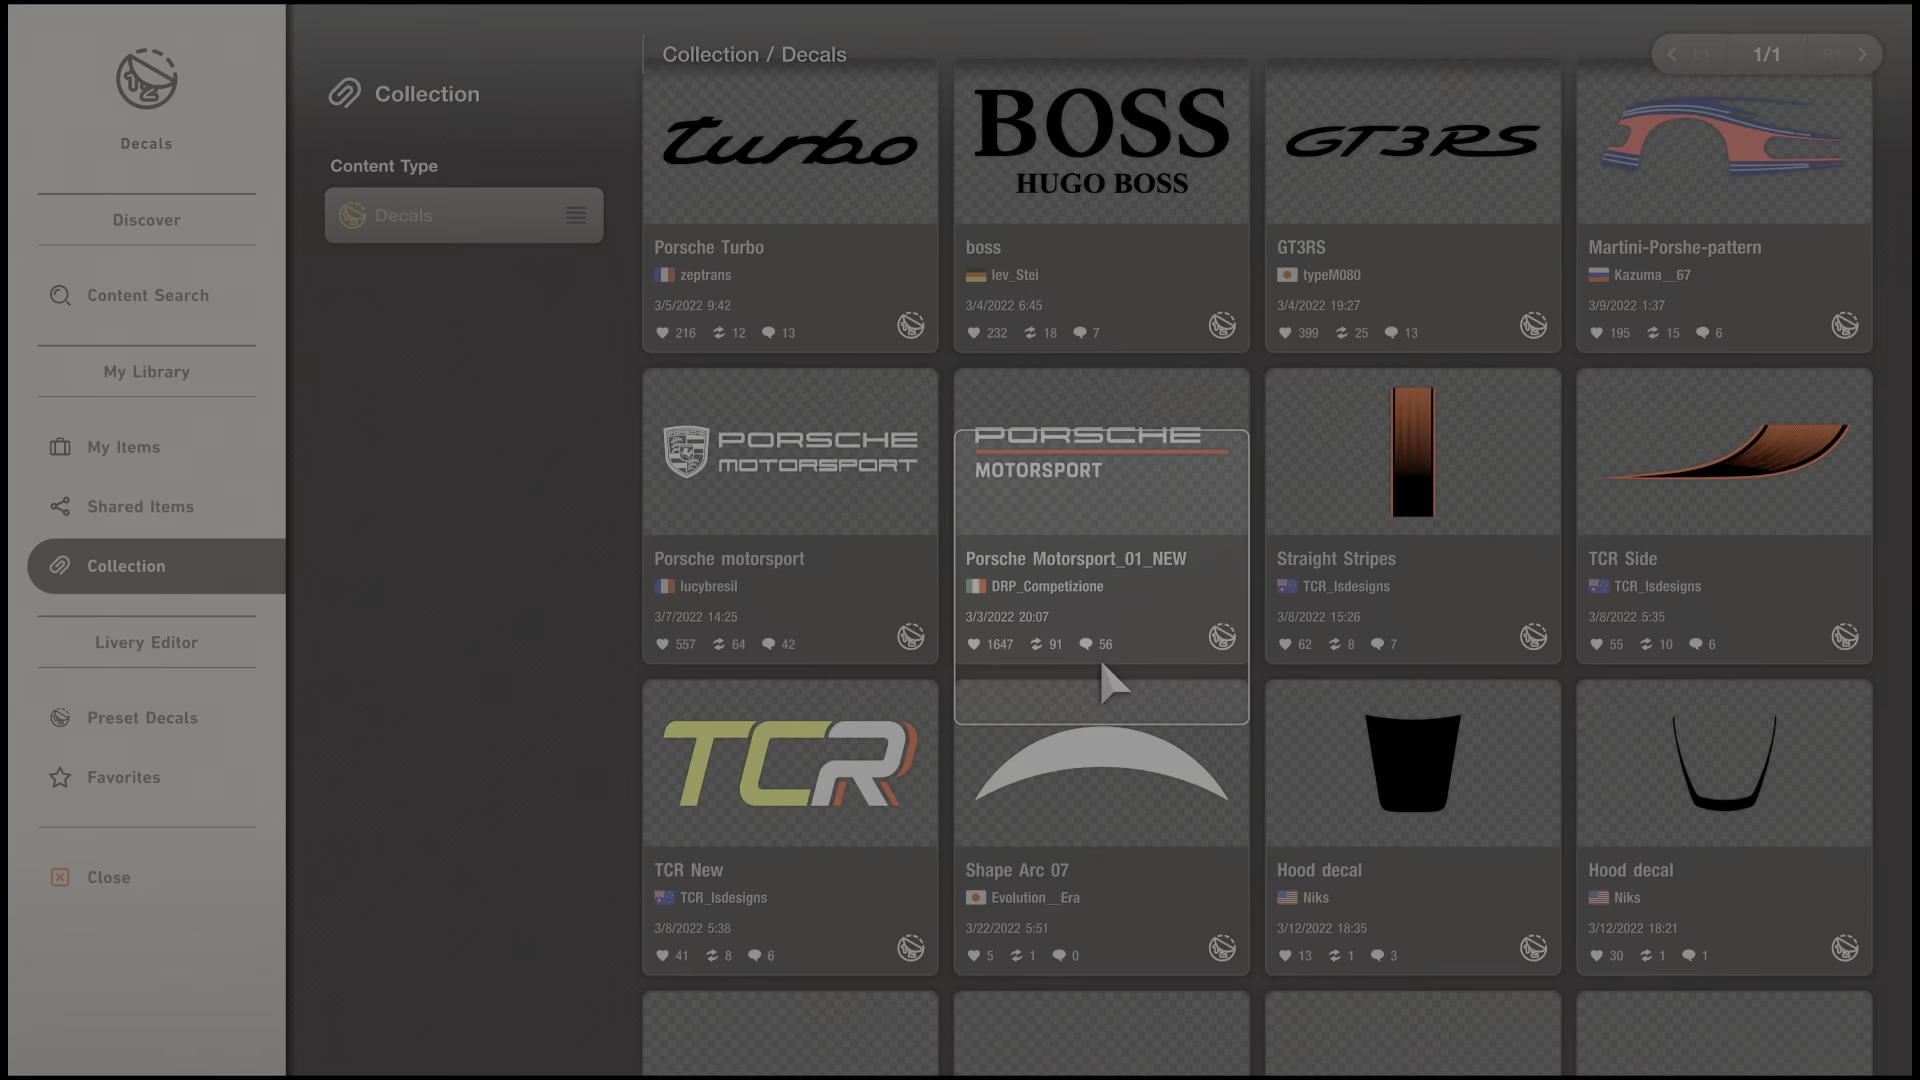 Decals
Discover
Content Search
My Library
My Items
Shared Items
Collection
Livery Editor
Preset Decals
Favorites
Close
Collection
Content Type
Decals
Collection / Decals
L1 1/1 R1
turbo
Porsche Turbo
zeptrans
3/5/2022 9:42
216 12 13
BOSS
HUGO BOSS
boss
lev_Stei
3/4/2022 6:45
232 18 7
GT3RS
GT3RS
typeM080
3/4/2022 19:27
399 25 13
Martini-Porshe-pattern
Kazuma__67
3/9/2022 1:37
195 15 6
PORSCHE
MOTORSPORT
Porsche motorsport
lucybresil
3/7/2022 14:25
557 64 42
PORSCHE
MOTORSPORT
Porsche Motorsport_01_NEW
DRP_Competizione
3/3/2022 20:07
1647 91 56
Straight Stripes
TCR_lsdesigns
3/8/2022 15:26
62 8 7
TCR Side
TCR_lsdesigns
3/8/2022 5:35
55 10 6
TCR
TCR New
TCR_lsdesigns
3/8/2022 5:38
41 8 6
Shape Arc 07
Evolution__Era
3/22/2022 5:51
5 1 0
Hood decal
Niks
3/12/2022 18:35
13 1 3
Hood decal
Niks
3/12/2022 18:21
30 1 1